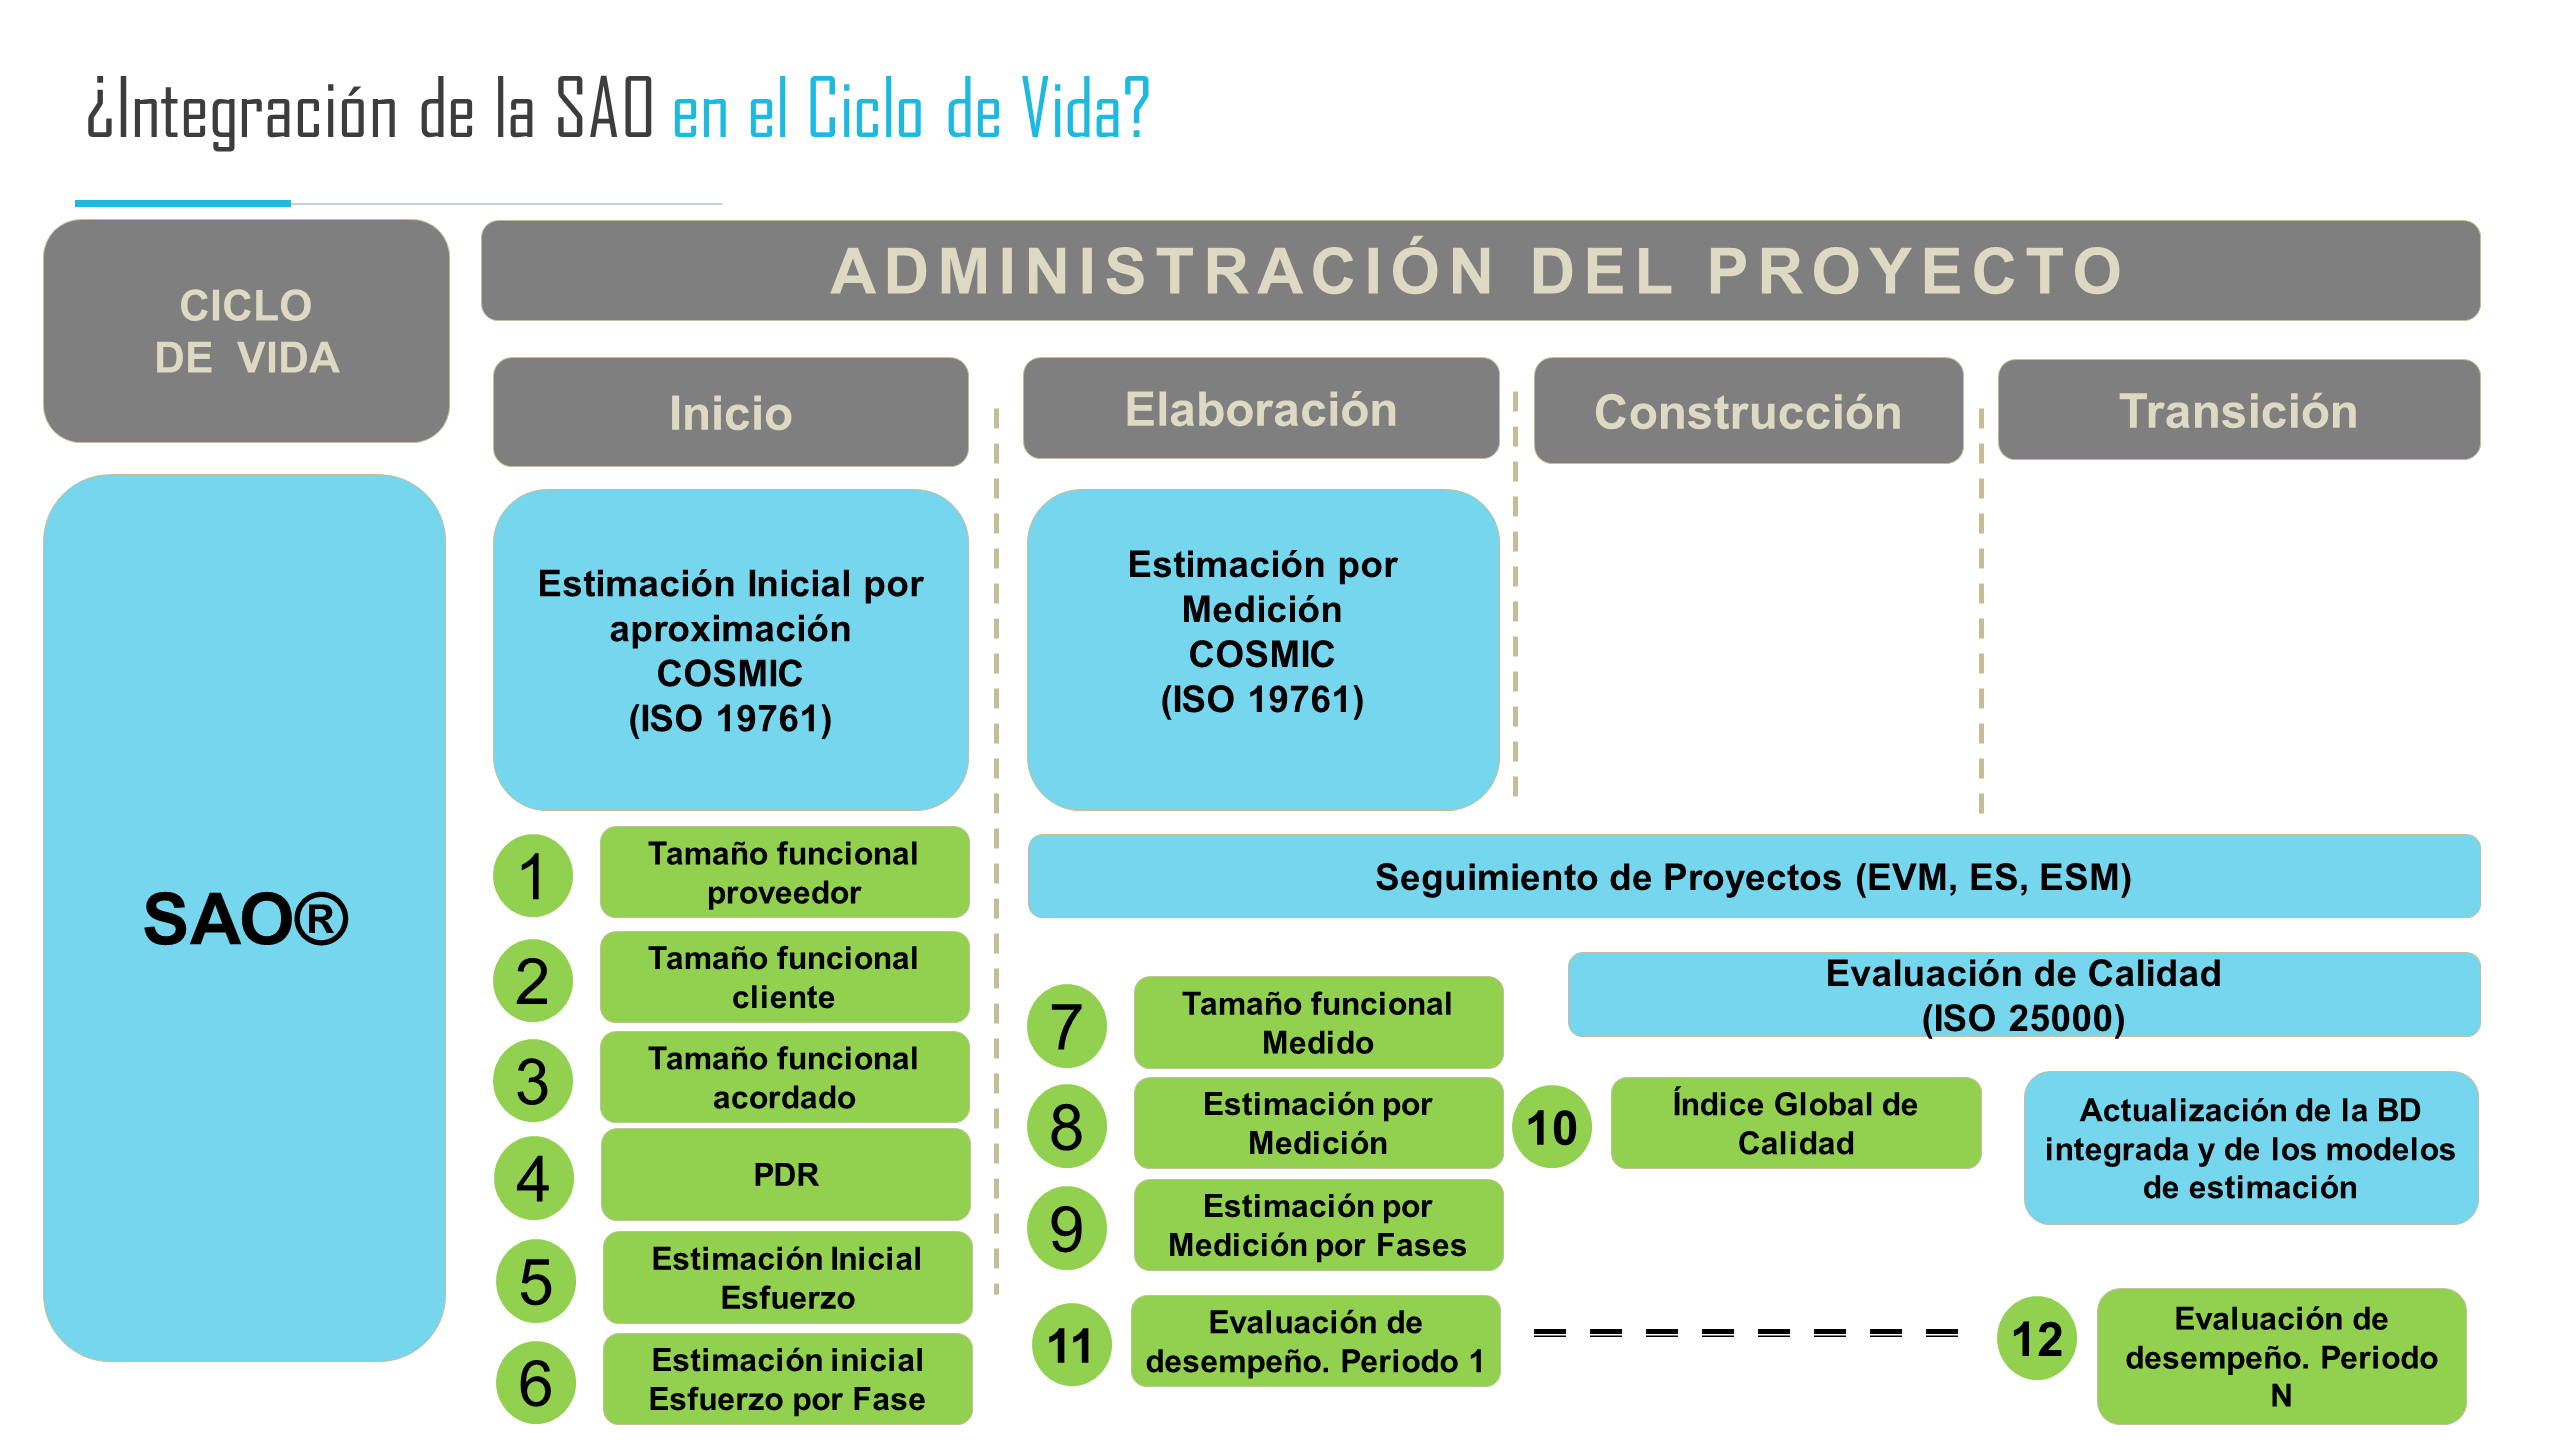 ¿Integración de la SAO en el Ciclo de Vida?
CICLO
DE VIDA
ADMINISTRACIÓN DEL PROYECTO
Inicio
Elaboración
Construcción
Transición
SAO®
Estimación Inicial por
aproximación
COSMIC
(ISO 19761)
Estimación por
Medición
COSMIC
(ISO 19761)
1
Tamaño funcional
proveedor
2
Tamaño funcional
cliente
3
Tamaño funcional
acordado
4
PDR
5
Estimación Inicial
Esfuerzo
6
Estimación inicial
Esfuerzo por Fase
Seguimiento de Proyectos (EVM, ES, ESM)
Evaluación de Calidad
(ISO 25000)
7
Tamaño funcional
Medido
8
Estimación por
Medición
9
Estimación por
Medición por Fases
10
Índice Global de
Calidad
Actualización de la BD
integrada y de los modelos
de estimación
11
Evaluación de
desempeño. Periodo 1
12
Evaluación de
desempeño. Periodo
N